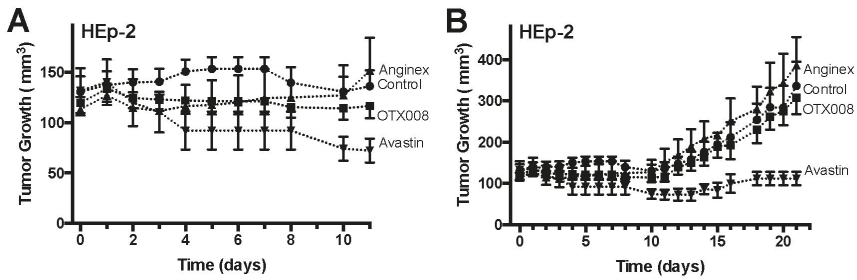 A
HEp-2
Tumor Growth ( mm³)
150
100
50
0
0 2 4 6 8 10
Time (days)
Anginex
Control
OTX008
Avastin
B
HEp-2
Tumor Growth ( mm³)
400
300
200
100
0
0 5 10 15 20
Time (days)
Anginex
Control
OTX008
Avastin